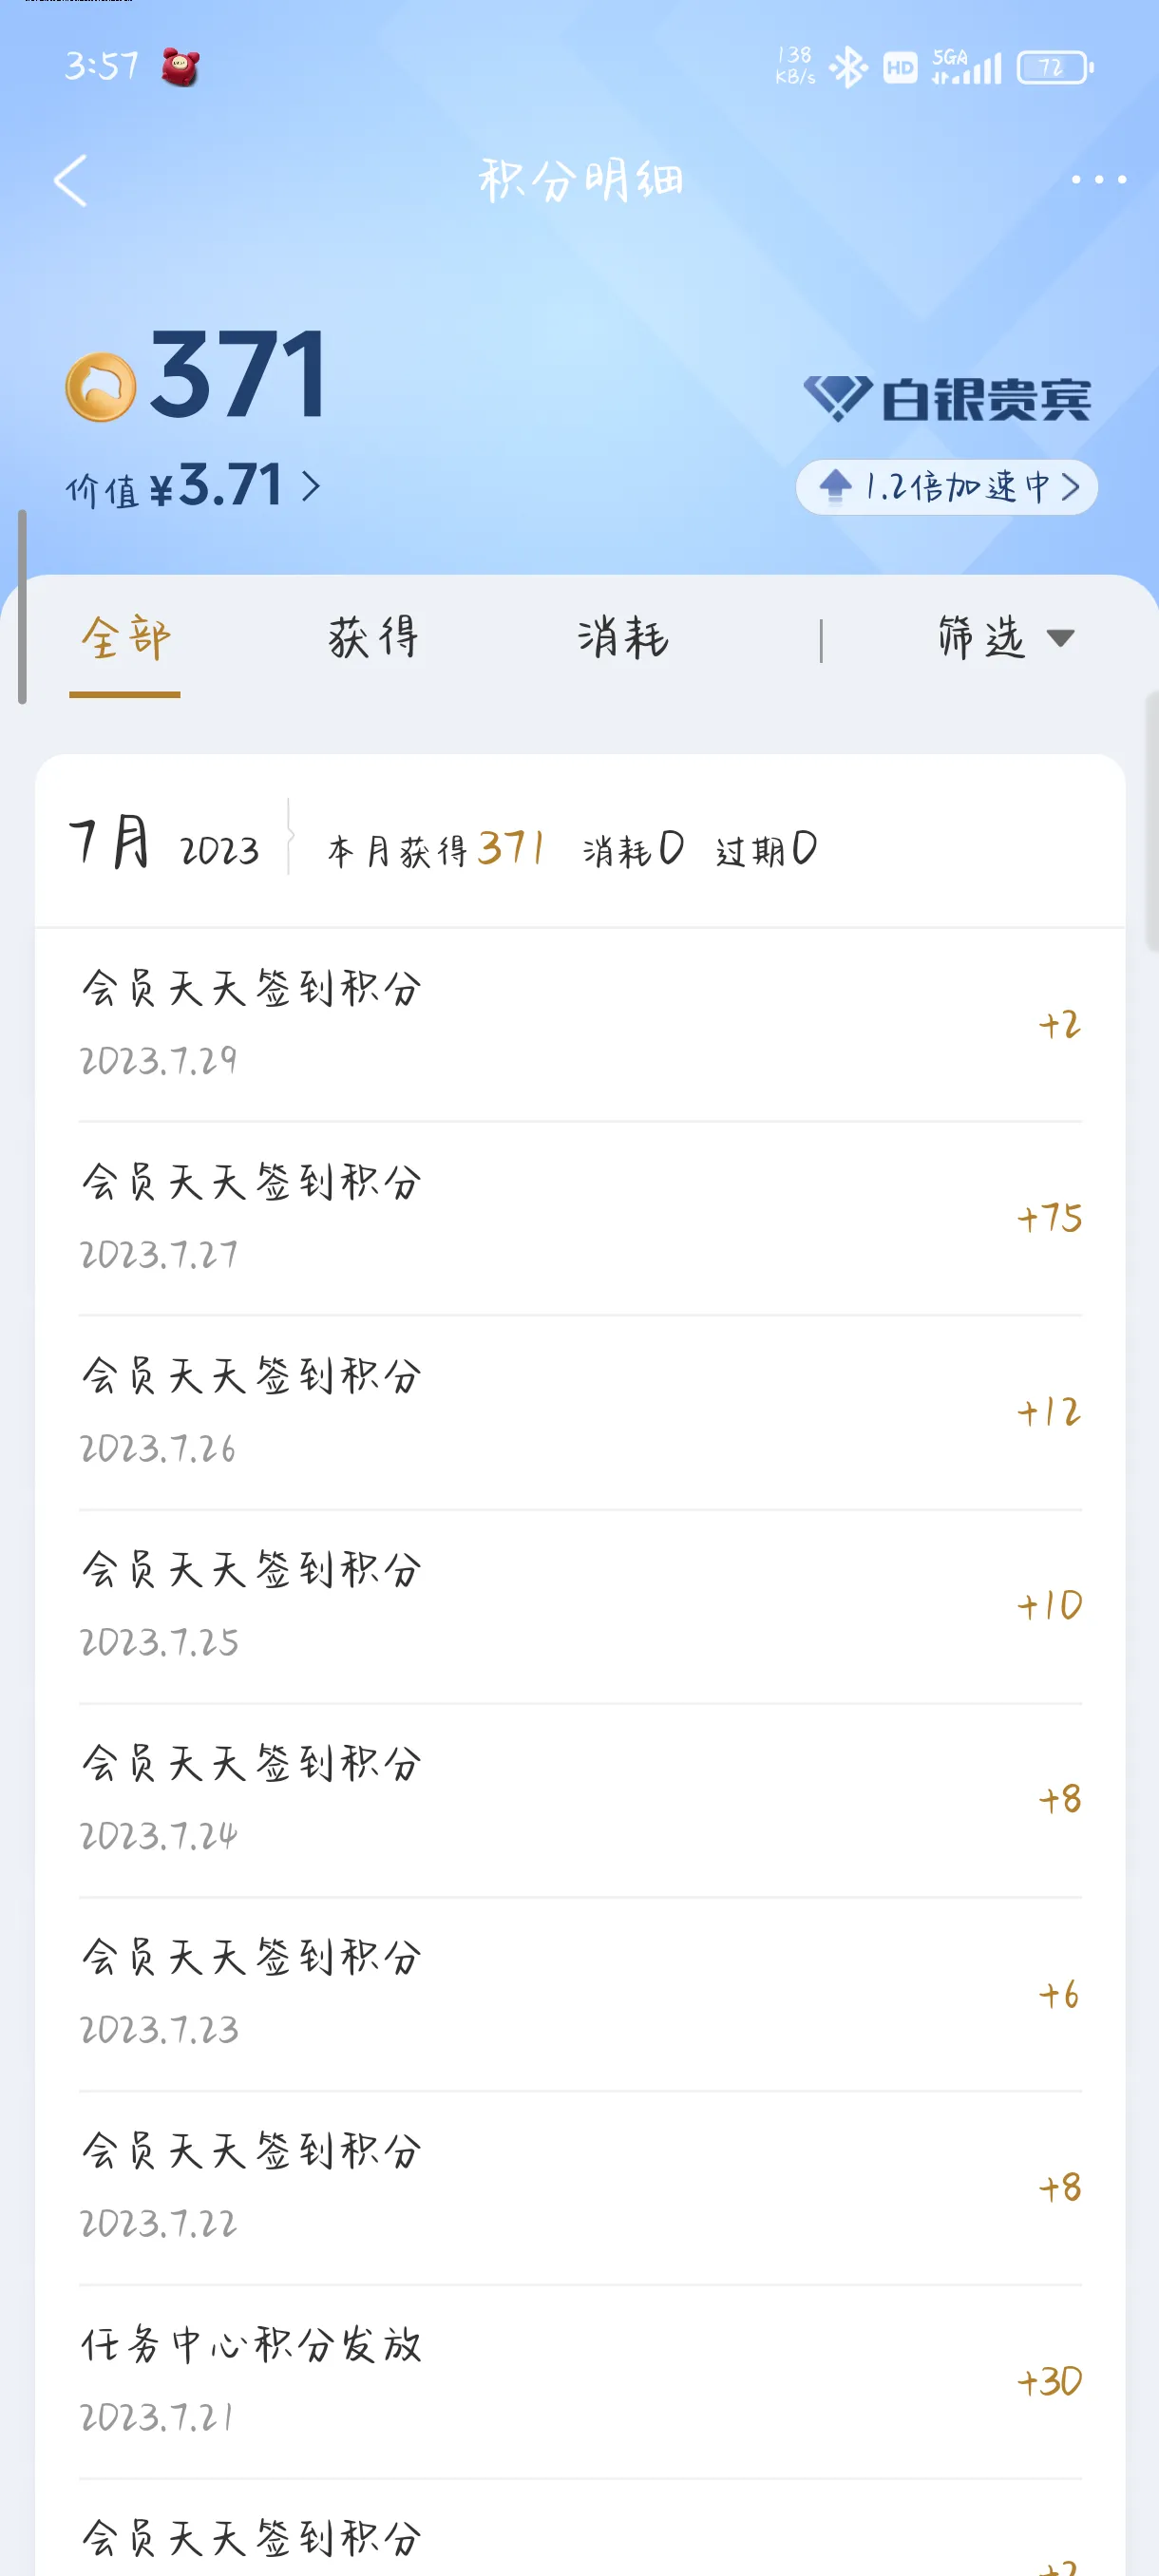 3:57
138
KB/s
HD
5GA
72
积分明细
371
价值 ¥3.71
白银贵宾
1.2倍加速中
全部 获得 消耗 筛选
7月 2023 本月获得371 消耗0 过期0
会员天天签到积分
+2
2023.7.29
会员天天签到积分
+75
2023.7.27
会员天天签到积分
+12
2023.7.26
会员天天签到积分
+10
2023.7.25
会员天天签到积分
+8
2023.7.24
会员天天签到积分
+6
2023.7.23
会员天天签到积分
+8
2023.7.22
任务中心积分发放
+30
2023.7.21
会员天天签到积分